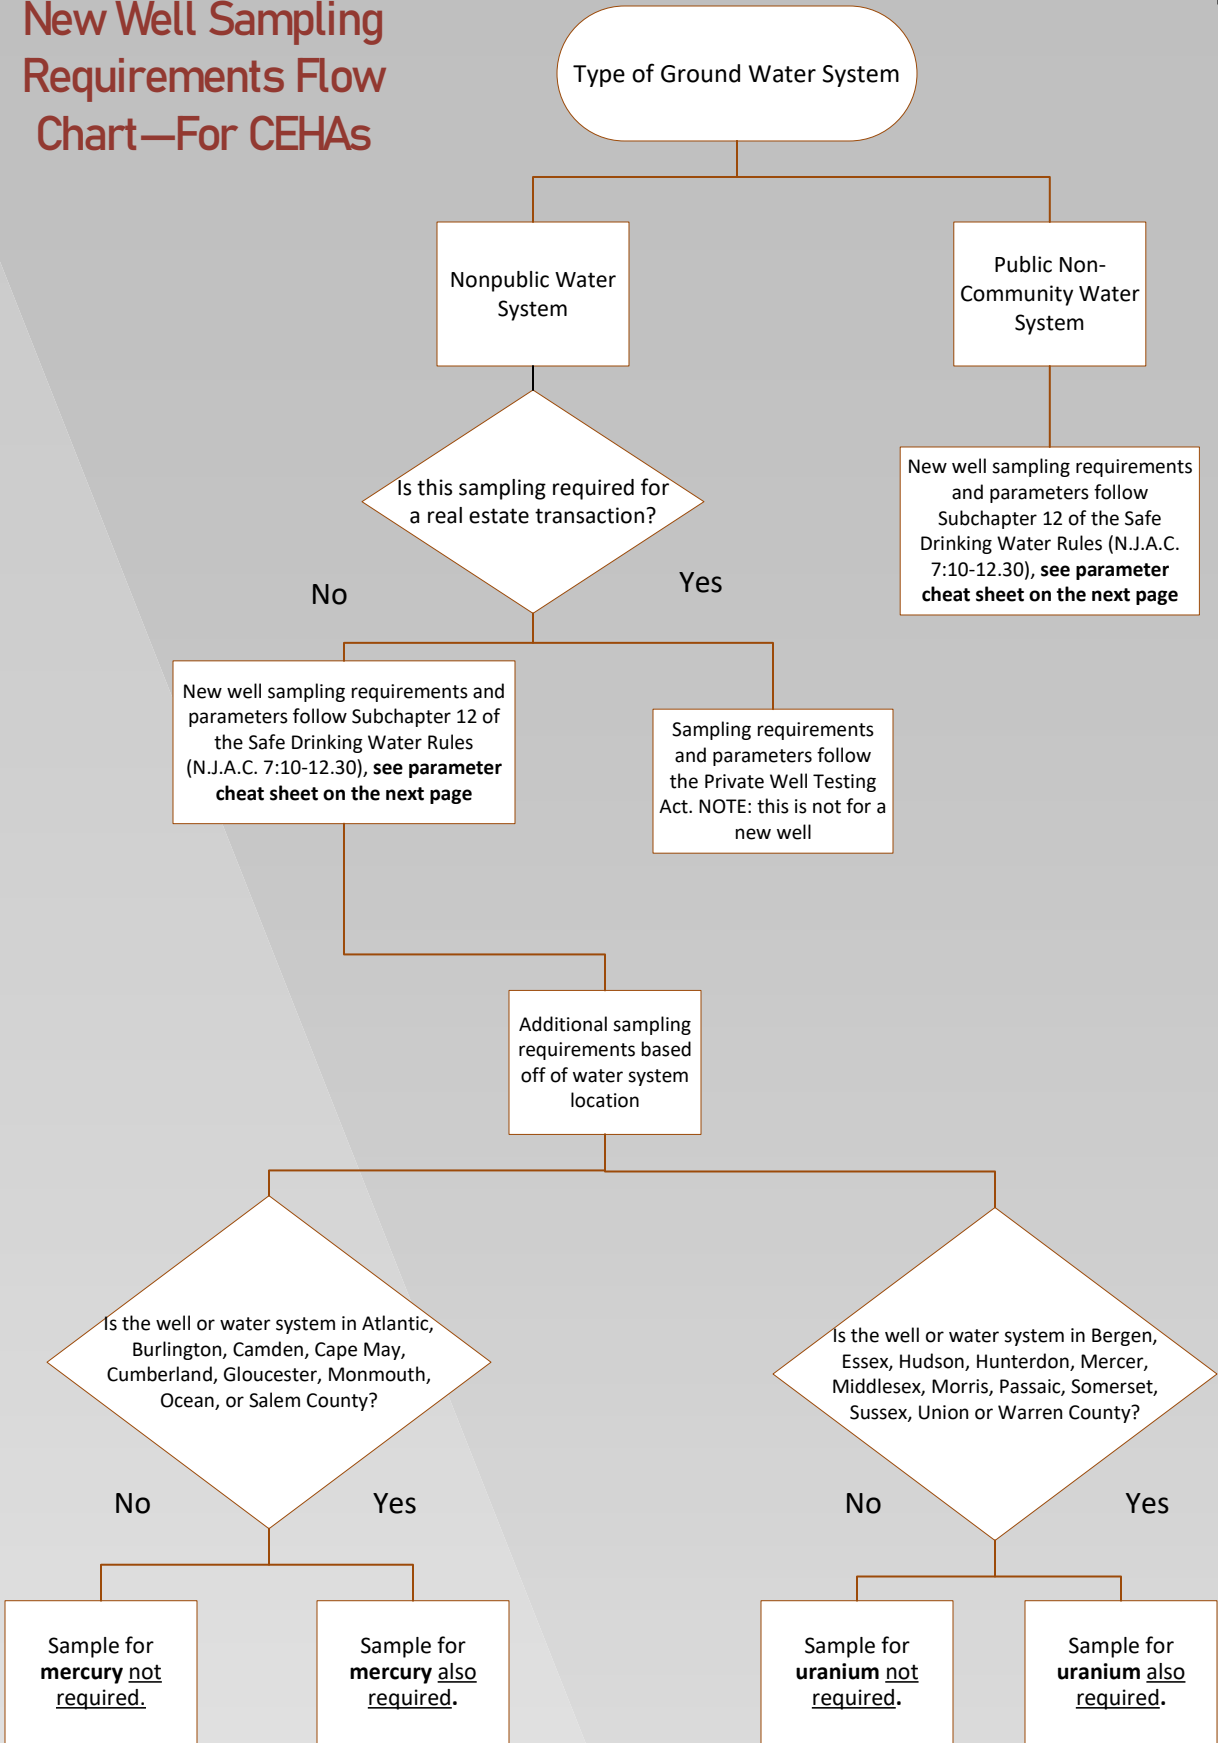 New Well Sampling
Requirements Flow
Chart—For CEHAs
Type of Ground Water System
Nonpublic Water
System
Public Non-
Community Water
System
Is this sampling required for
a real estate transaction?
New well sampling requirements
and parameters follow
Subchapter 12 of the Safe
Drinking Water Rules (N.J.A.C.
7:10-12.30), see parameter
cheat sheet on the next page
No
Yes
New well sampling requirements and
parameters follow Subchapter 12 of
the Safe Drinking Water Rules
(N.J.A.C. 7:10-12.30), see parameter
cheat sheet on the next page
Sampling requirements
and parameters follow
the Private Well Testing
Act. NOTE: this is not for a
new well
Additional sampling
requirements based
off of water system
location
Is the well or water system in Atlantic,
Burlington, Camden, Cape May,
Cumberland, Gloucester, Monmouth,
Ocean, or Salem County?
Is the well or water system in Bergen,
Essex, Hudson, Hunterdon, Mercer,
Middlesex, Morris, Passaic, Somerset,
Sussex, Union or Warren County?
No
Yes
No
Yes
Sample for
mercury not
required.
Sample for
mercury also
required.
Sample for
uranium not
required.
Sample for
uranium also
required.